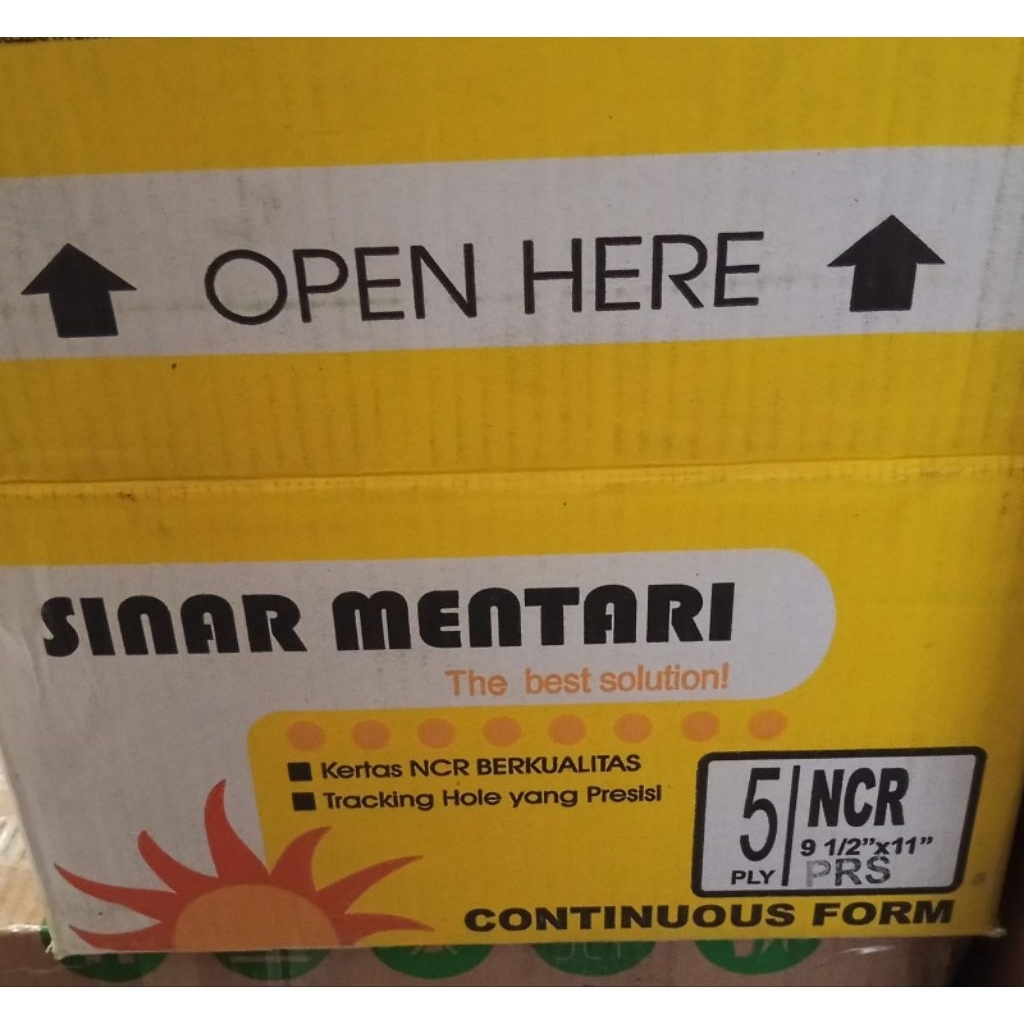 OPEN HERE
SINAR MENTARI
The best solution!
Kertas NCR BERKUALITAS
Tracking Hole yang Presisi
5 NCR
9 1/2"x11"
PLY PRS
CONTINUOUS FORM